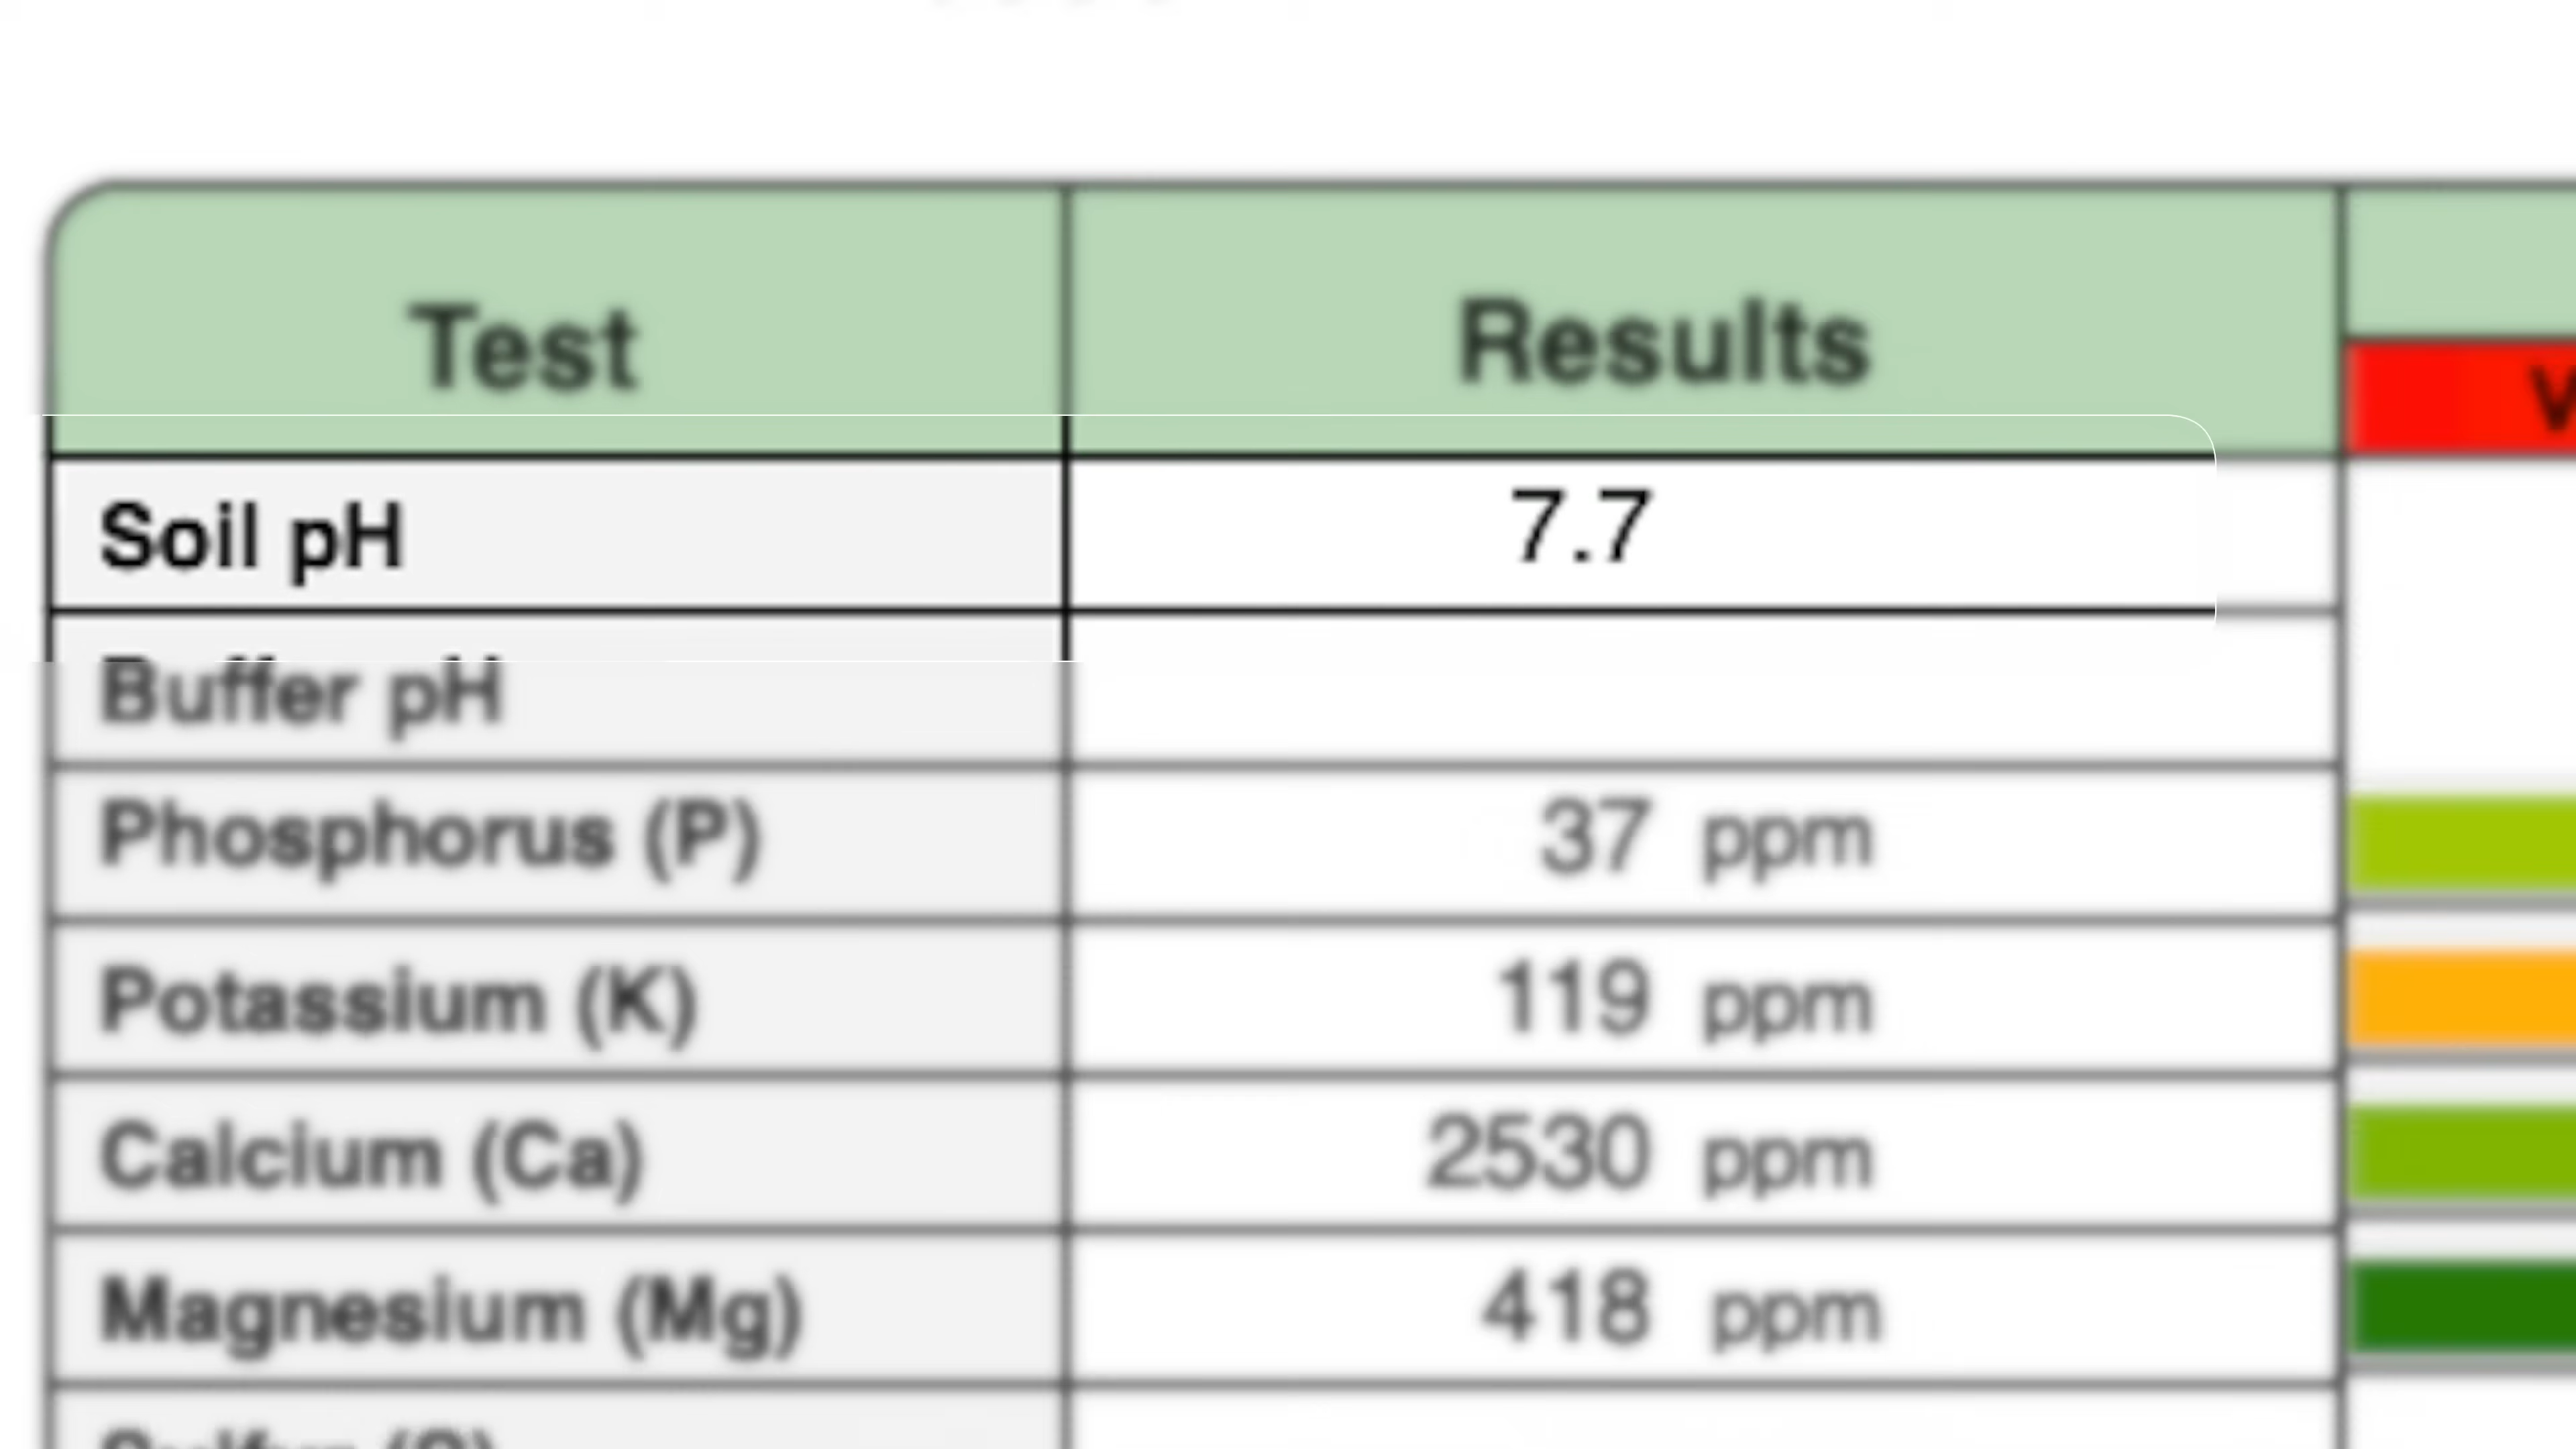 Test Results
Soil pH 7.7
Buffer pH
Phosphorus (P) 37 ppm
Potassium (K) 119 ppm
Calcium (Ca) 2530 ppm
Magnesium (Mg) 418 ppm